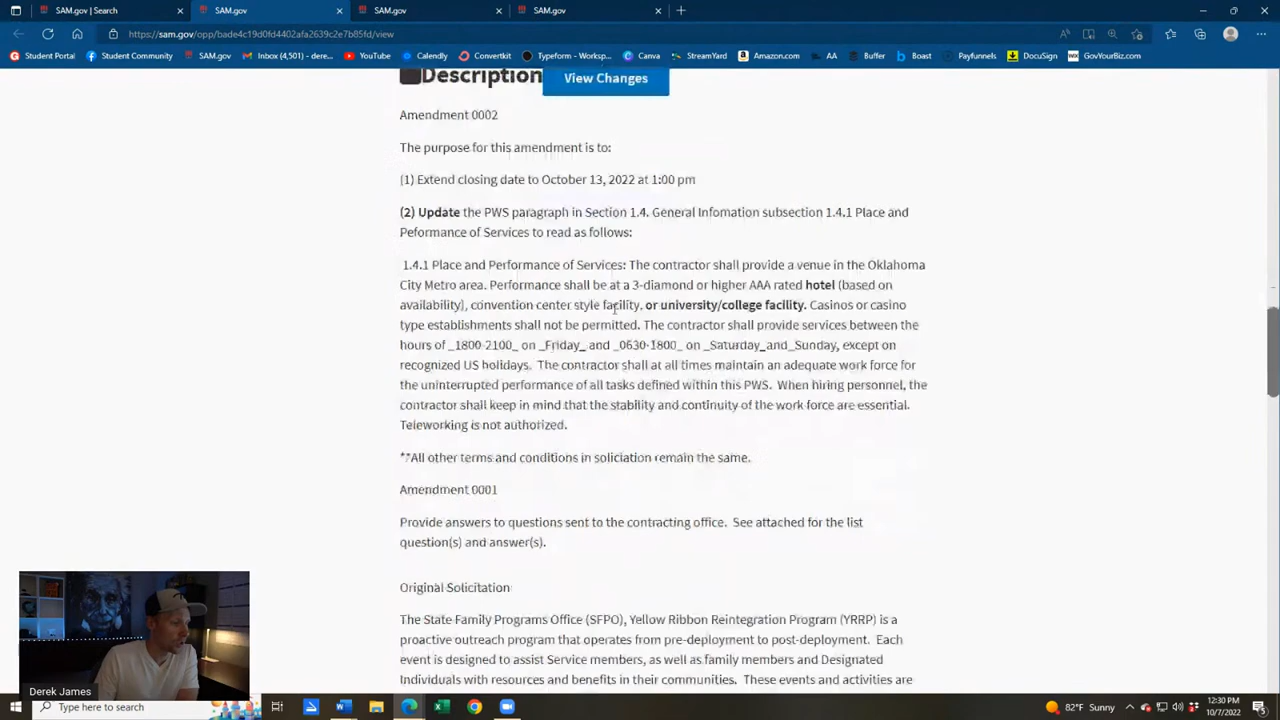 SAM.gov | Search
SAM.gov
SAM.gov
SAM.gov
https://sam.gov/opp/bade4c19d0fd4402afa2639c2e7b85fd/view
Student Portal
Student Community
SAM.gov
Inbox (4,501) - dere...
YouTube
Calendly
Convertkit
Typeform - Worksp...
Canva
StreamYard
Amazon.com
AA
Buffer
Boast
Payfunnels
DocuSign
GovYourBiz.com
Description
View Changes
Amendment 0002
The purpose for this amendment is to:
(1) Extend closing date to October 13, 2022 at 1:00 pm
(2) Update the PWS paragraph in Section 1.4. General Infomation subsection 1.4.1 Place and
Peformance of Services to read as follows:
1.4.1 Place and Performance of Services: The contractor shall provide a venue in the Oklahoma
City Metro area. Performance shall be at a 3-diamond or higher AAA rated hotel (based on
availability), convention center style facility, or university/college facility. Casinos or casino
type establishments shall not be permitted. The contractor shall provide services between the
hours of _1800-2100_ on _Friday_ and _0630-1800_ on _Saturday_and_Sunday, except on
recognized US holidays. The contractor shall at all times maintain an adequate work force for
the uninterrupted performance of all tasks defined within this PWS. When hiring personnel, the
contractor shall keep in mind that the stability and continuity of the work force are essential.
Teleworking is not authorized.
**All other terms and conditions in soliciation remain the same.
Amendment 0001
Provide answers to questions sent to the contracting office. See attached for the list
question(s) and answer(s).
Original Solicitation
The State Family Programs Office (SFPO), Yellow Ribbon Reintegration Program (YRRP) is a
proactive outreach program that operates from pre-deployment to post-deployment. Each
event is designed to assist Service members, as well as family members and Designated
Individuals with resources and benefits in their communities. These events and activities are
Derek James
Type here to search
82°F Sunny
12:30 PM
10/7/2022
5